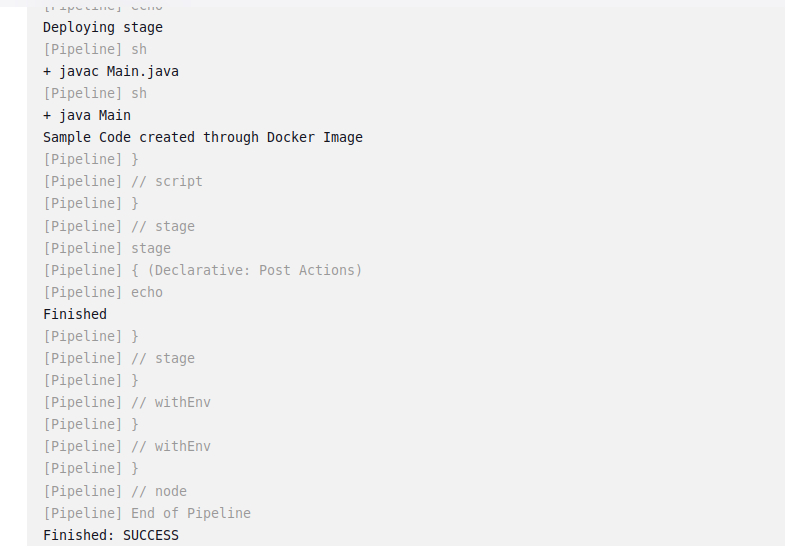 [Pipeline] echo
Deploying stage
[Pipeline] sh
+ javac Main.java
[Pipeline] sh
+ java Main
Sample Code created through Docker Image
[Pipeline] }
[Pipeline] // script
[Pipeline] }
[Pipeline] // stage
[Pipeline] stage
[Pipeline] { (Declarative: Post Actions)
[Pipeline] echo
Finished
[Pipeline] }
[Pipeline] // stage
[Pipeline] }
[Pipeline] // withEnv
[Pipeline] }
[Pipeline] // withEnv
[Pipeline] }
[Pipeline] // node
[Pipeline] End of Pipeline
Finished: SUCCESS